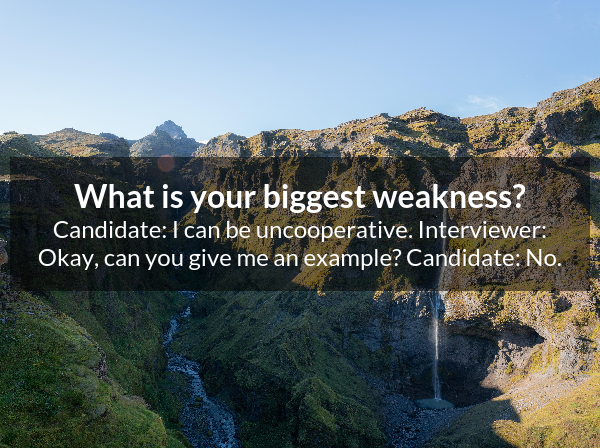 What is your biggest weakness?
Candidate: I can be uncooperative. Interviewer:
Okay, can you give me an example? Candidate: No.